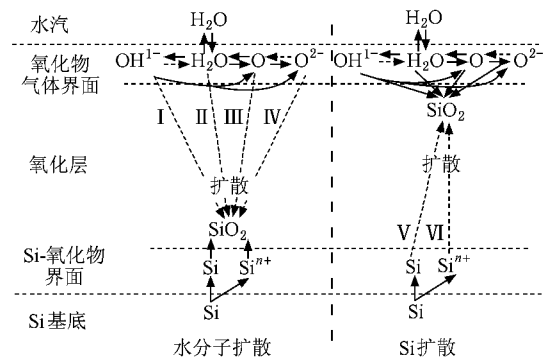 水汽 H₂O H₂O
氧化物 OH¹⁻ H₂O O O²⁻ OH¹⁻ H₂O O O²⁻
气体界面
SiO₂
Ⅰ Ⅱ Ⅲ Ⅳ
氧化层 扩散 扩散
SiO₂
Ⅴ Ⅵ
Si-氧化物 Si Siⁿ⁺ Si Siⁿ⁺
界面
Si基底 Si Si
水分子扩散 Si扩散